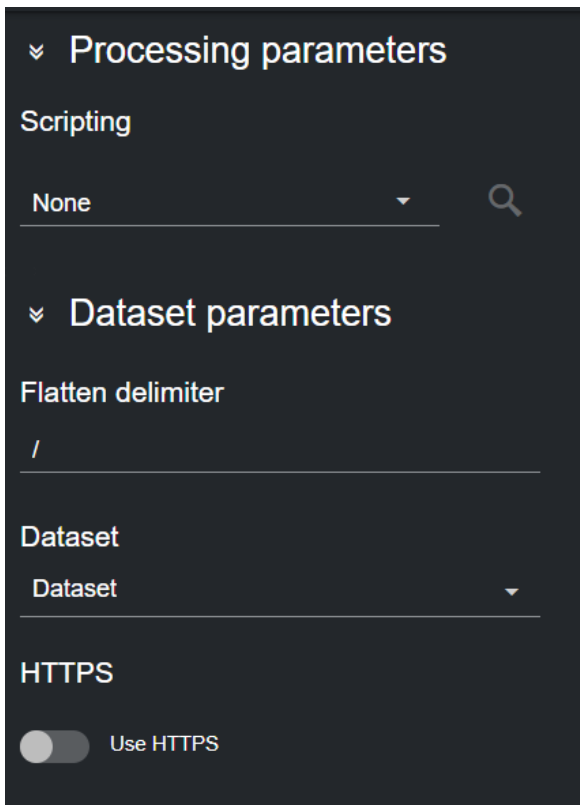 Processing parameters
Scripting
None
Dataset parameters
Flatten delimiter
/
Dataset
Dataset
HTTPS
Use HTTPS